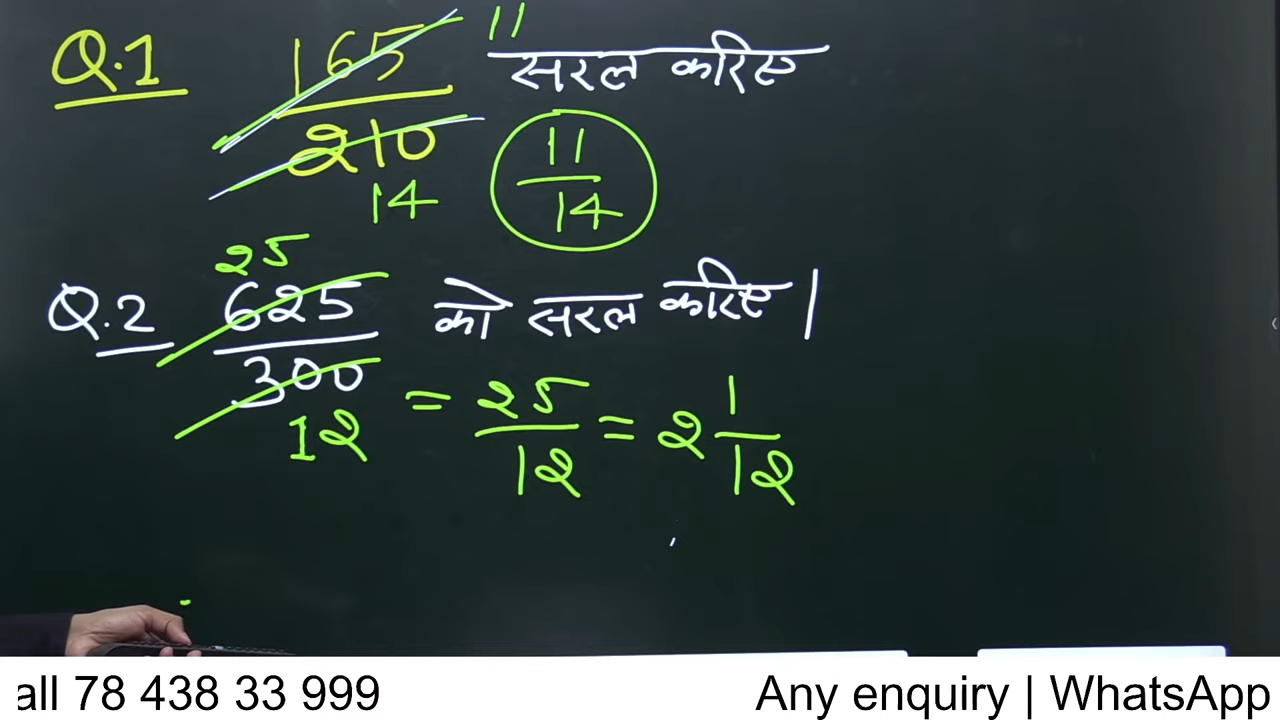 Q.1 165/210 11 सरल करिए
14 11/14
25
Q.2 625/300 को सरल करिए |
12 = 25/12 = 2 1/12
all 78 438 33 999 Any enquiry | WhatsApp